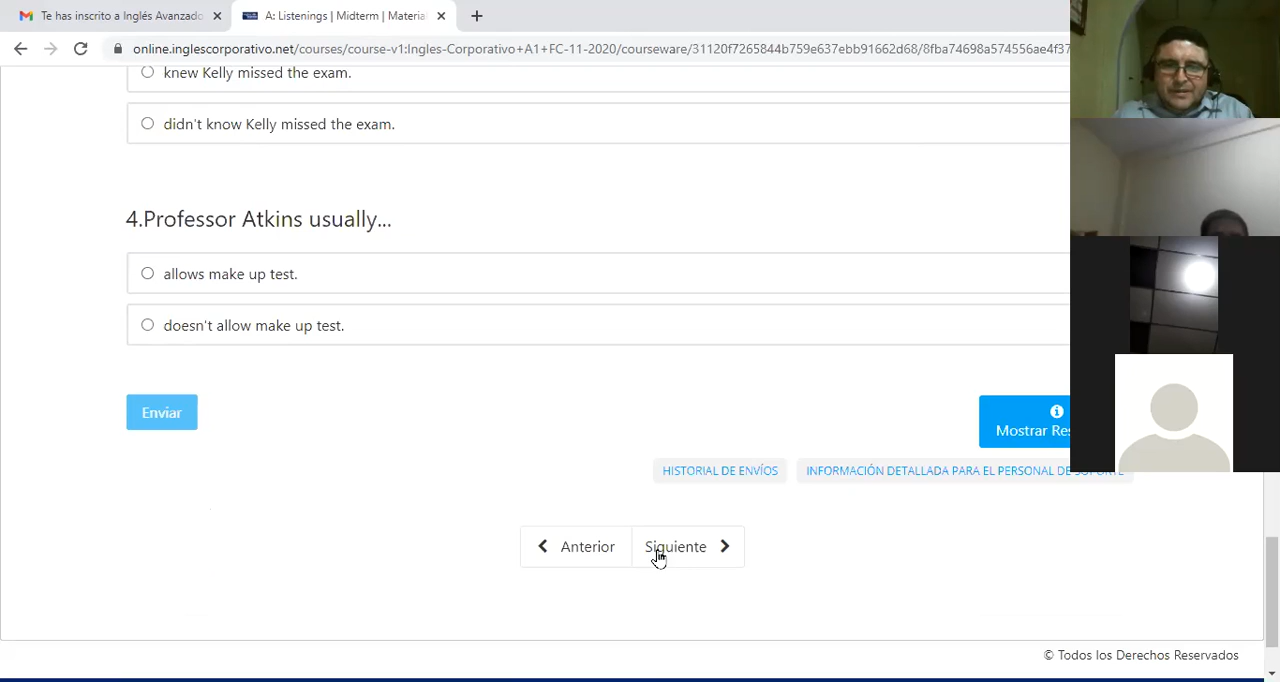 Te has inscrito a Inglés Avanzado
A: Listenings | Midterm | Materia
online.inglescorporativo.net/courses/course-v1:Ingles-Corporativo+A1+FC-11-2020/courseware/31120f7265844b759e637ebb91662d68/8fba74698a574556ae4f37
knew Kelly missed the exam.
didn't know Kelly missed the exam.
4.Professor Atkins usually...
allows make up test.
doesn't allow make up test.
Enviar
Mostrar Res
HISTORIAL DE ENVÍOS
INFORMACIÓN DETALLADA PARA EL PERSONAL DE SOPORTE
Anterior
Siguiente
© Todos los Derechos Reservados